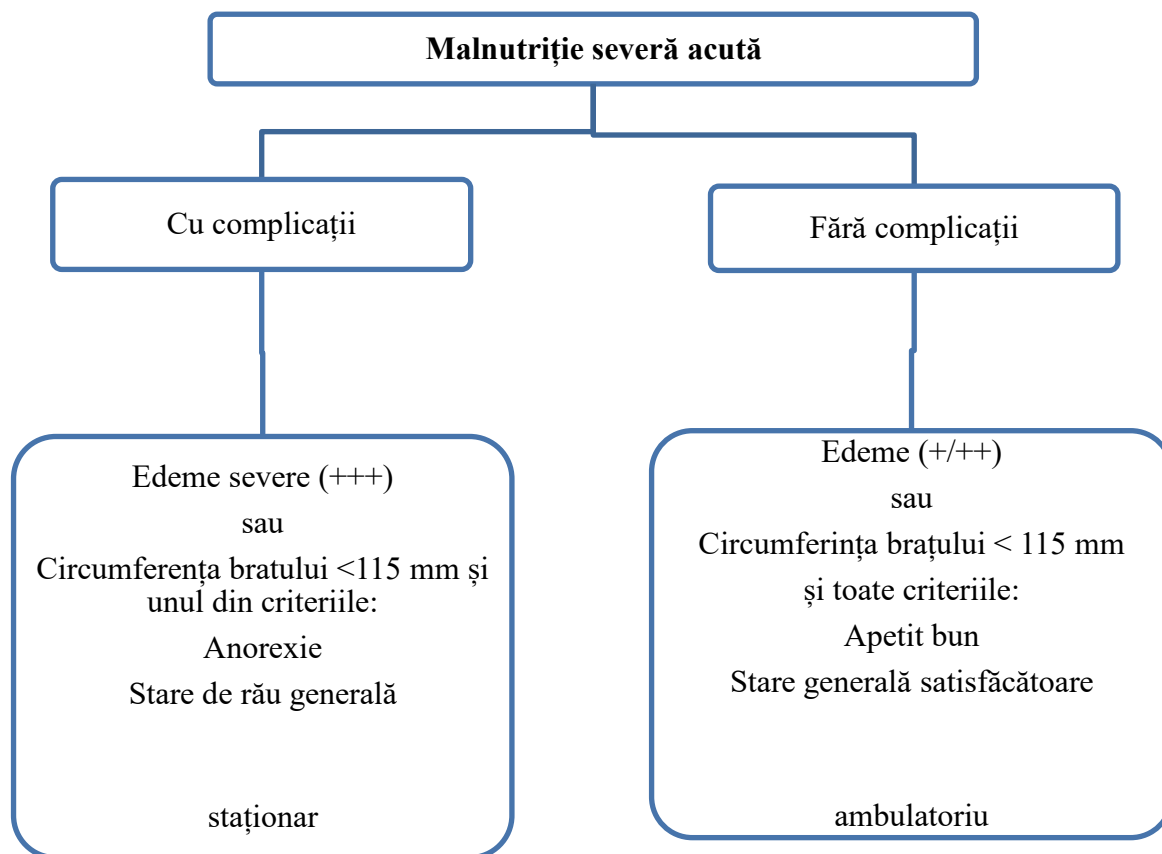 Malnutriție severă acută
Cu complicații
Fără complicații
Edeme severe (+++)
sau
Circumferența bratului <115 mm și
unul din criteriile:
Anorexie
Stare de rău generală
staționar
Edeme (+/++)
sau
Circumferința brațului < 115 mm
și toate criteriile:
Apetit bun
Stare generală satisfăcătoare
ambulatoriu